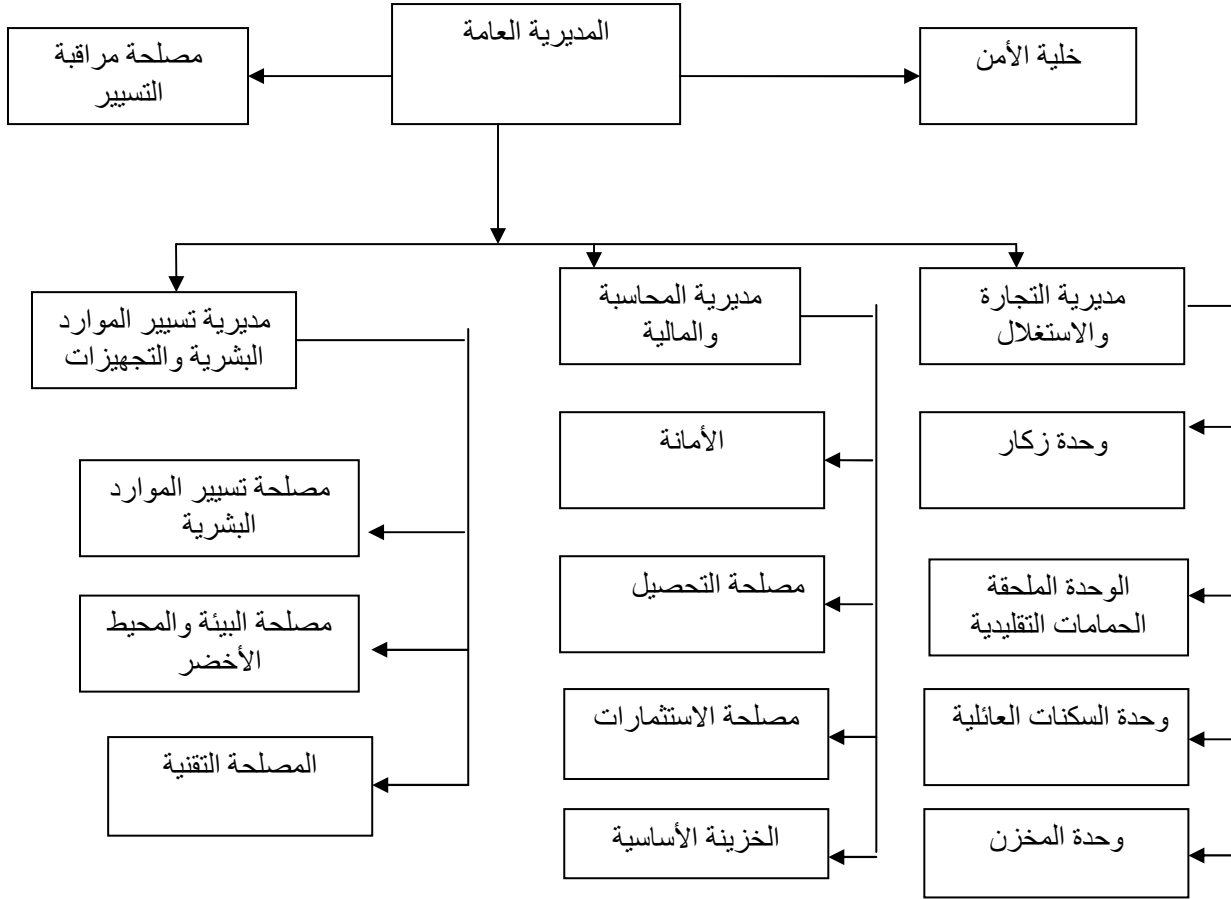 المديرية العامة
خلية الأمن
مصلحة مراقبة
التسيير
مديرية التجارة
والاستغلال
مديرية المحاسبة
والمالية
مديرية تسيير الموارد
البشرية والتجهيزات
وحدة زكار
الوحدة الملحقة
الحمامات التقليدية
وحدة السكنات العائلية
وحدة المخزن
الأمانة
مصلحة التحصيل
مصلحة الاستثمارات
الخزينة الأساسية
مصلحة تسيير الموارد
البشرية
مصلحة البيئة والمحيط
الأخضر
المصلحة التقنية